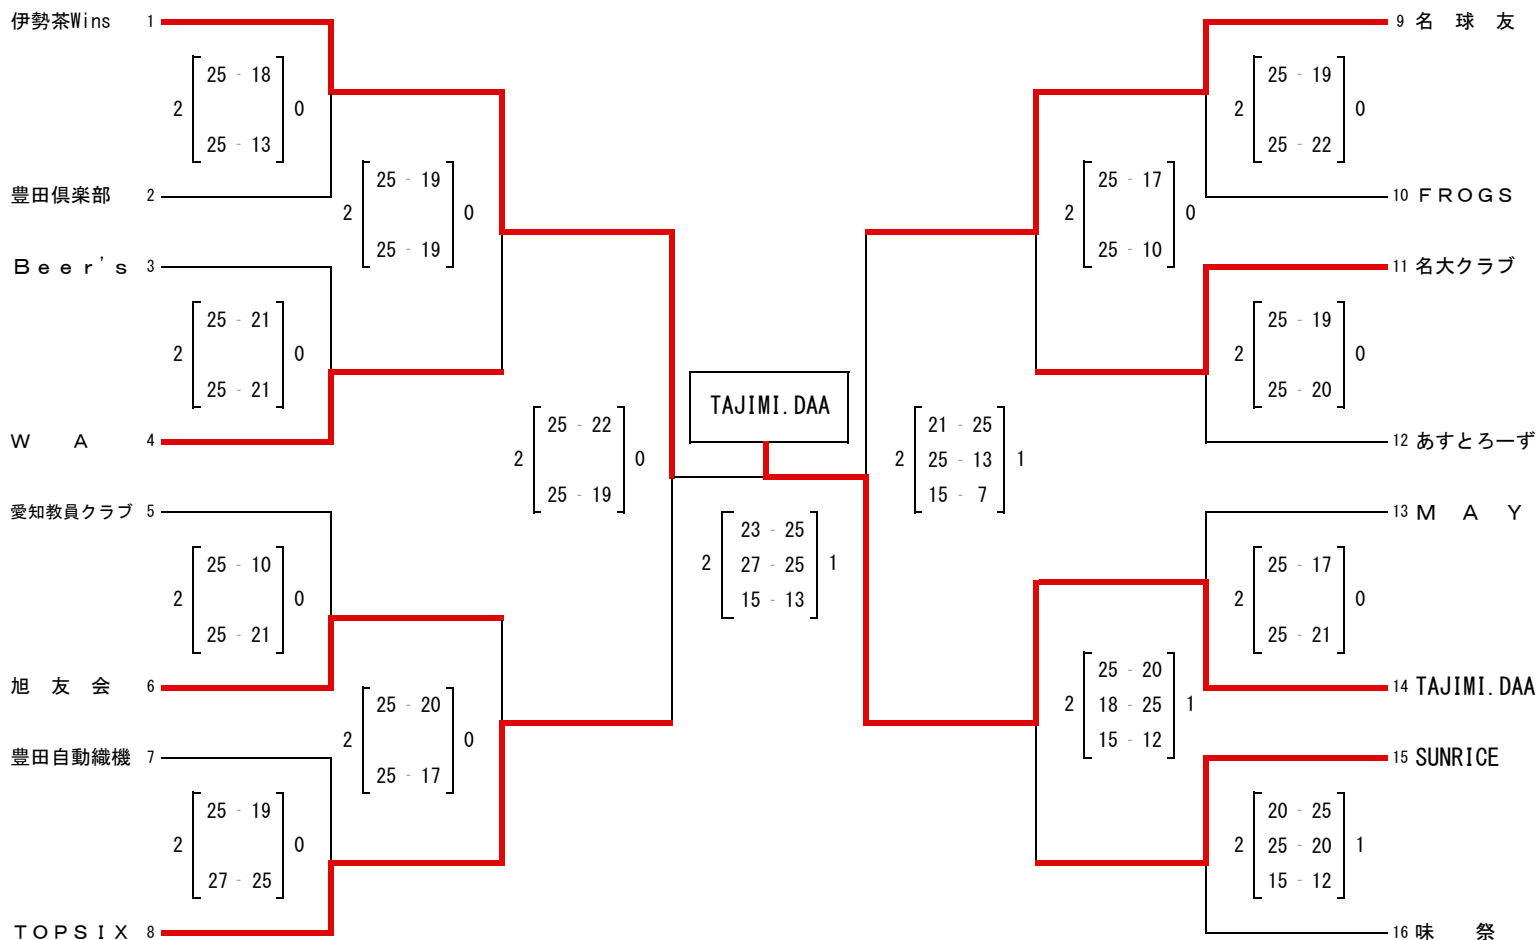 伊勢茶Wins 1
25 - 18
2 0
25 - 13
豊田倶楽部 2
25 - 19
2 0
25 - 19
Ｂｅｅｒ'ｓ 3
25 - 21
2 0
25 - 21
Ｗ Ａ 4
25 - 22
2 0
25 - 19
愛知教員クラブ 5
25 - 10
2 0
25 - 21
旭 友 会 6
25 - 20
2 0
25 - 17
豊田自動織機 7
25 - 19
2 0
27 - 25
ＴＯＰＳＩＸ 8
TAJIMI.DAA
23 - 25
2 27 - 25 1
15 - 13
9 名 球 友
25 - 19
2 0
25 - 22
10 ＦＲＯＧＳ
25 - 17
2 0
25 - 10
11 名大クラブ
25 - 19
2 0
25 - 20
12 あすとろーず
21 - 25
2 25 - 13 1
15 - 7
13 Ｍ Ａ Ｙ
25 - 17
2 0
25 - 21
14 TAJIMI.DAA
25 - 20
2 18 - 25 1
15 - 12
15 SUNRICE
20 - 25
2 25 - 20 1
15 - 12
16 味 祭